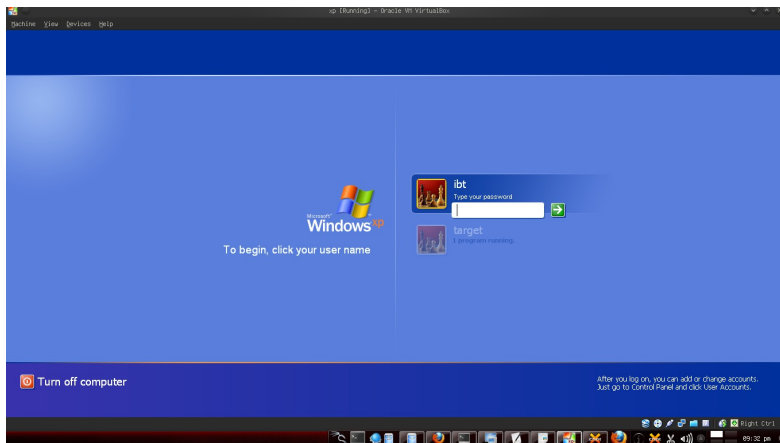 xp [Running] - Oracle VM VirtualBox
Machine View Devices Help
Microsoft
Windows xp
To begin, click your user name
ibt
Type your password
target
1 program running.
Turn off computer
After you log on, you can add or change accounts.
Just go to Control Panel and click User Accounts.
Right Ctrl
09:32 pm